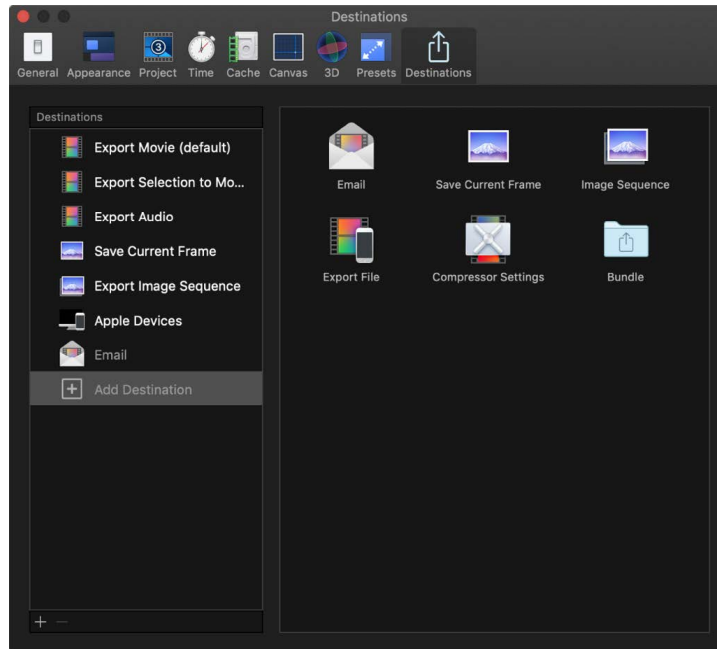 Destinations
General Appearance Project Time Cache Canvas 3D Presets Destinations
Destinations
Export Movie (default)
Export Selection to Mo...
Export Audio
Save Current Frame
Export Image Sequence
Apple Devices
Email
Add Destination
Email Save Current Frame Image Sequence
Export File Compressor Settings Bundle